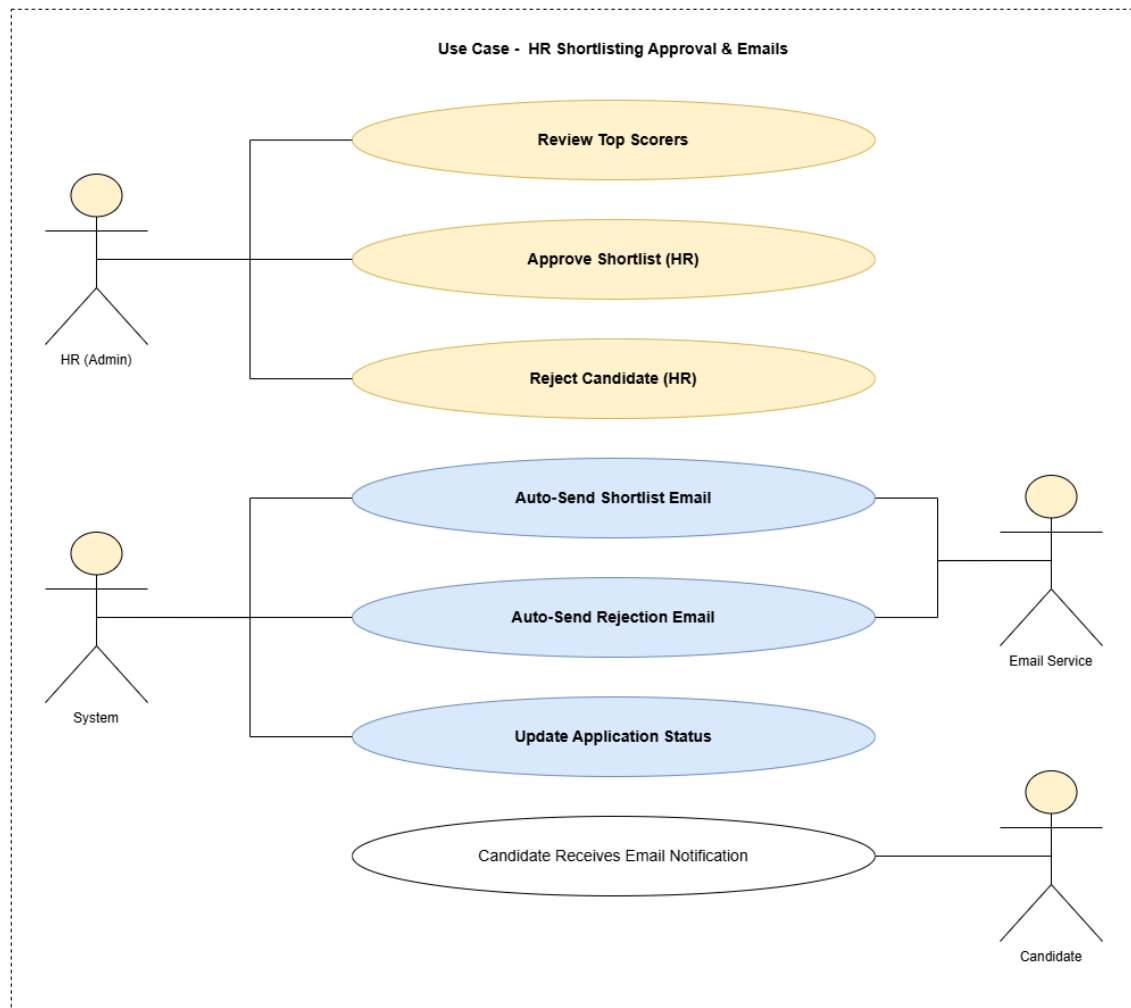 Use Case - HR Shortlisting Approval & Emails
Review Top Scorers
Approve Shortlist (HR)
HR (Admin)
Reject Candidate (HR)
Auto-Send Shortlist Email
Auto-Send Rejection Email
Email Service
System
Update Application Status
Candidate Receives Email Notification
Candidate